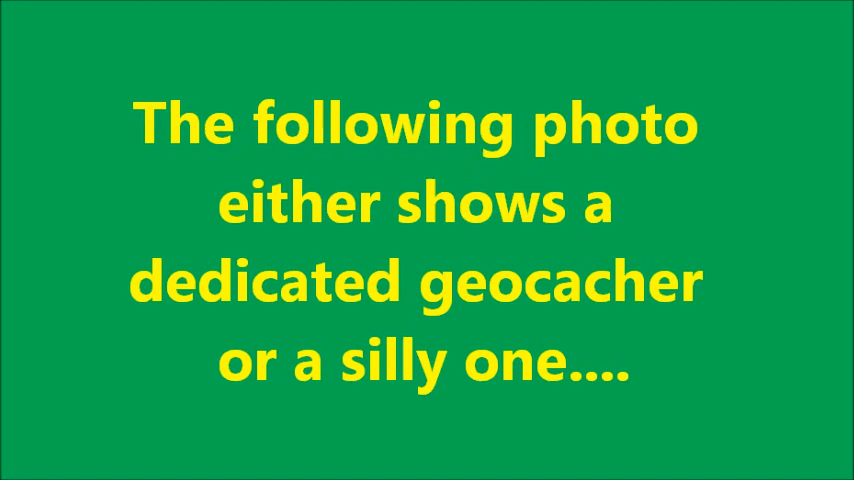 The following photo
either shows a
dedicated geocacher
or a silly one....